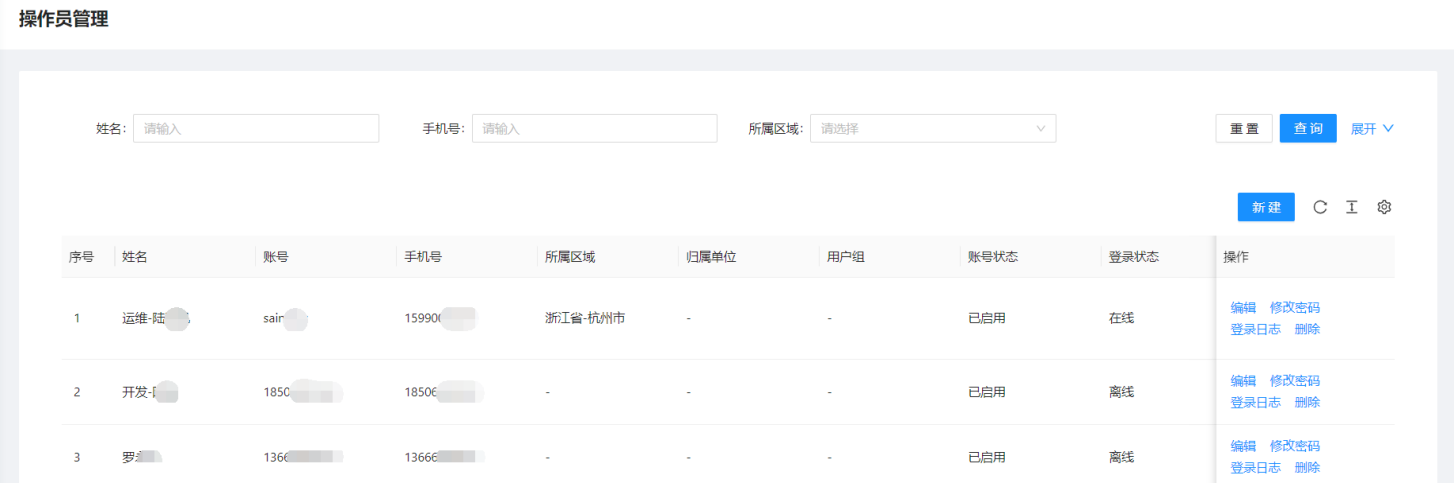 操作员管理
姓名: 请输入 手机号: 请输入 所属区域: 请选择 重置 查询 展开
新建
序号 姓名 账号 手机号 所属区域 归属单位 用户组 账号状态 登录状态 操作
1 运维-陆 sain 15990 浙江省-杭州市 - - 已启用 在线 编辑 修改密码
登录日志 删除
2 开发- 1850 18506 - - - 已启用 离线 编辑 修改密码
登录日志 删除
3 罗 1366 13666 - - - 已启用 离线 编辑 修改密码
登录日志 删除